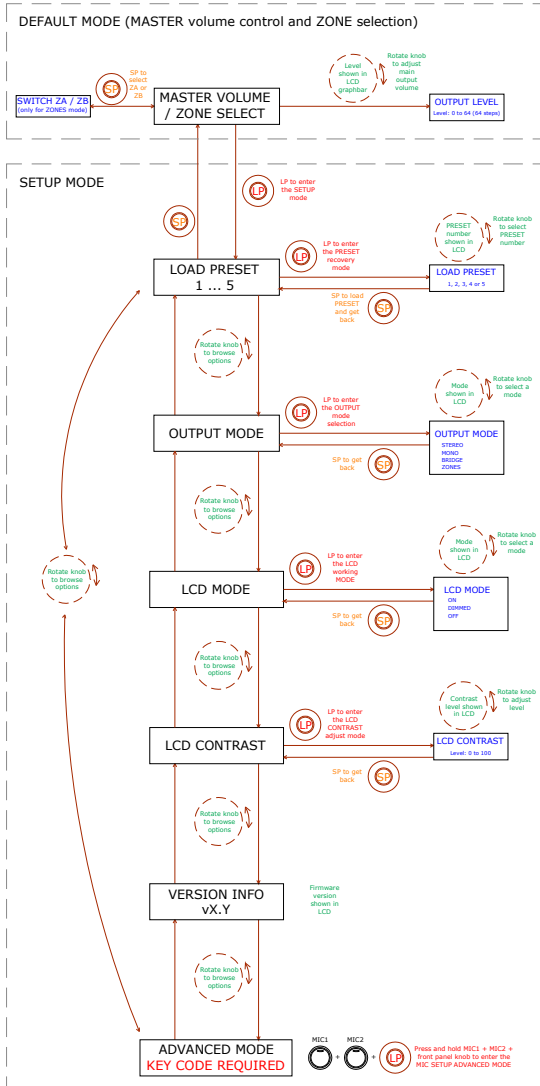 DEFAULT MODE (MASTER volume control and ZONE selection)
SP to
select
ZA or
ZB
SP
Level
shown in
LCD
graphbar
Rotate knob
to adjust
main
output
volume
SWITCH ZA / ZB
(only for ZONES mode)
MASTER VOLUME
/ ZONE SELECT
OUTPUT LEVEL
Level: 0 to 64 (64 steps)
SETUP MODE
LP
LP to enter
the SETUP
mode
SP
LP
LP to enter
the PRESET
recovery
mode
PRESET
number
shown in
LCD
Rotate knob
to select
PRESET
number
LOAD PRESET
1 ... 5
LOAD PRESET
1, 2, 3, 4 or 5
SP to load
PRESET
and get
back
SP
Rotate knob
to browse
options
LP
LP to enter
the OUTPUT
mode
selection
Mode
shown in
LCD
Rotate knob
to select a
mode
OUTPUT MODE
OUTPUT MODE
STEREO
MONO
BRIDGE
ZONES
SP to get
back
SP
Rotate knob
to browse
options
Rotate knob
to browse
options
LP
LP to enter
the LCD
working
MODE
Mode
shown in
LCD
Rotate knob
to select a
mode
LCD MODE
LCD MODE
ON
DIMMED
OFF
SP to get
back
SP
Rotate knob
to browse
options
LP
LP to enter
the LCD
CONTRAST
adjust mode
Contrast
level shown
in LCD
Rotate knob
to adjust
level
LCD CONTRAST
LCD CONTRAST
Level: 0 to 100
SP to get
back
SP
Rotate knob
to browse
options
VERSION INFO
vX.Y
Firmware
version
shown in
LCD
Rotate knob
to browse
options
ADVANCED MODE
KEY CODE REQUIRED
MIC1
MIC2
+
+
LP
Press and hold MIC1 + MIC2 +
front panel knob to enter the
MIC SETUP ADVANCED MODE